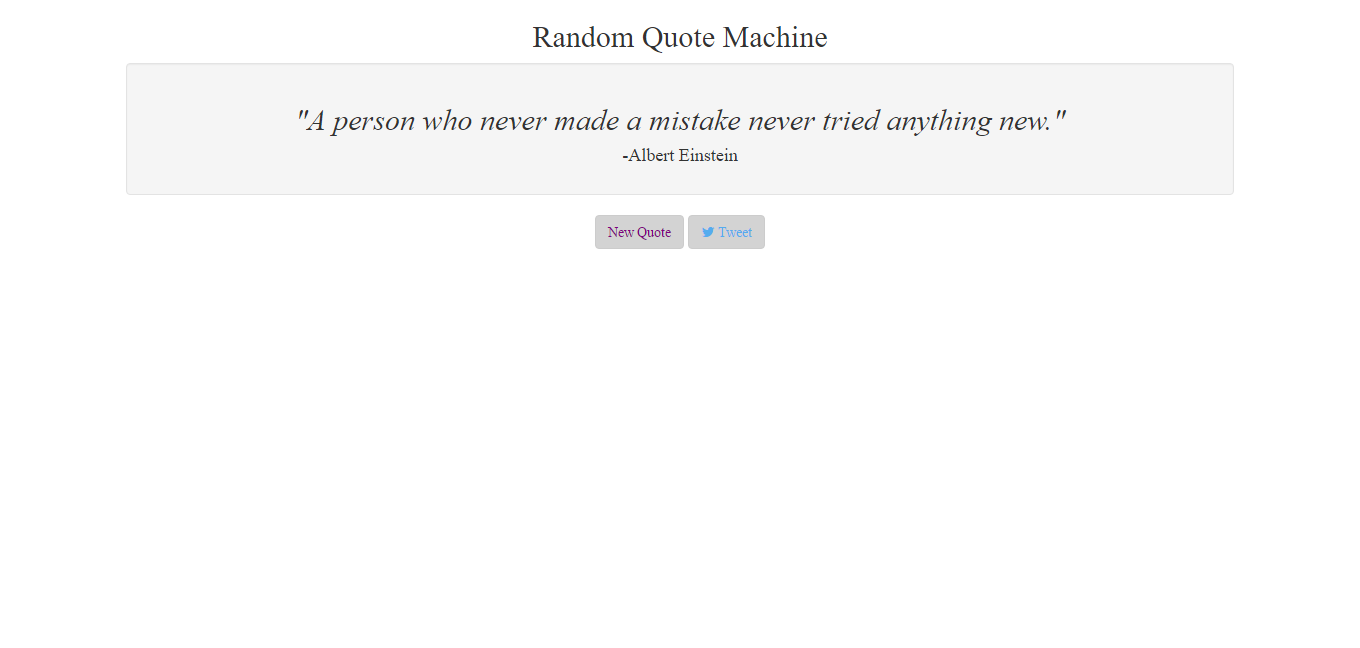 Random Quote Machine
"A person who never made a mistake never tried anything new."
-Albert Einstein
New Quote Tweet